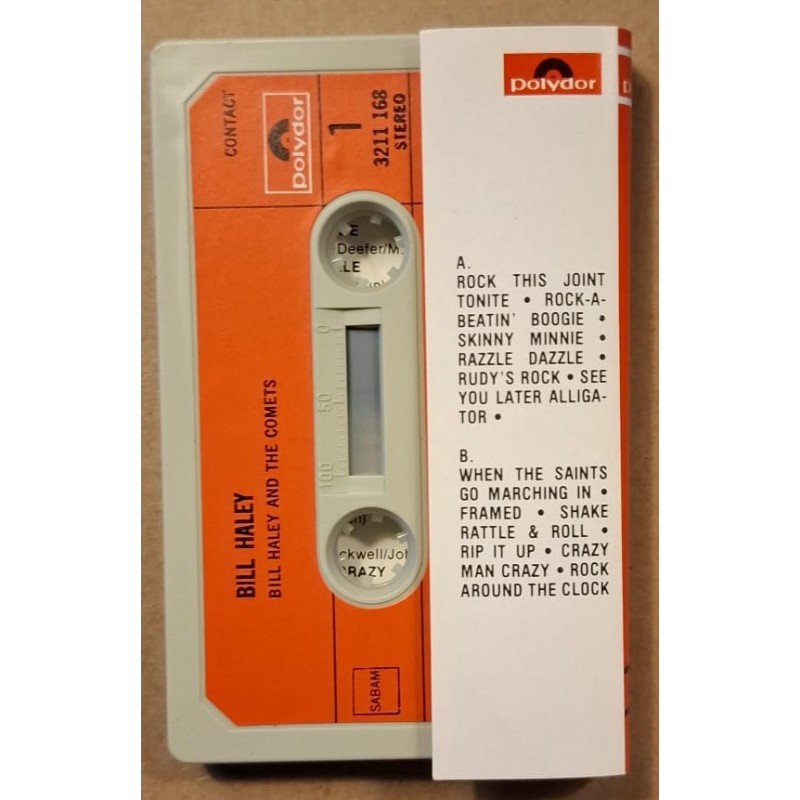 CONTACT
polydor
1
3211 168
STEREO
BILL HALEY
BILL HALEY AND THE COMETS
Deefer/M
LE
0
50
100
ckwell/Joh
RAZY
SABAM
polydor
A.
ROCK THIS JOINT
TONITE • ROCK-A-
BEATIN' BOOGIE •
SKINNY MINNIE •
RAZZLE DAZZLE •
RUDY'S ROCK • SEE
YOU LATER ALLIGA-
TOR •
B.
WHEN THE SAINTS
GO MARCHING IN •
FRAMED • SHAKE
RATTLE & ROLL •
RIP IT UP • CRAZY
MAN CRAZY • ROCK
AROUND THE CLOCK